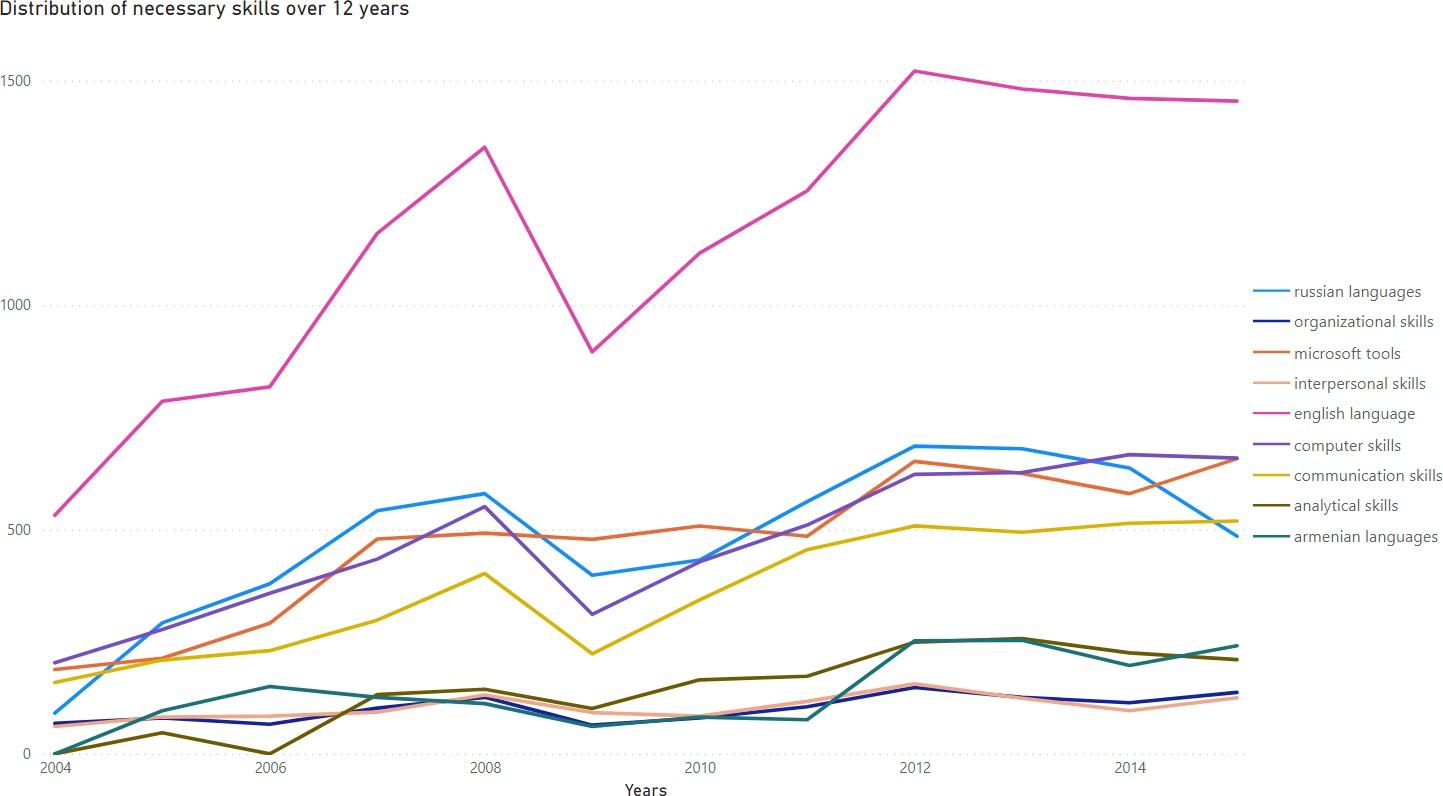 Distribution of necessary skills over 12 years
1500
1000
500
0
2004 2006 2008 2010 2012 2014
Years
russian languages
organizational skills
microsoft tools
interpersonal skills
english language
computer skills
communication skills
analytical skills
armenian languages